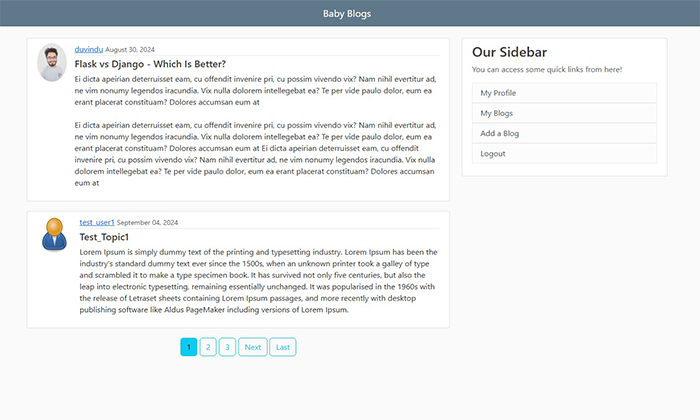 Baby Blogs
duvindu August 30, 2024
Flask vs Django - Which Is Better?
Ei dicta apeirian deterruisset eam, cu offendit invenire pri, cu possim vivendo vix? Nam nihil evertitur ad,
ne vim nonumy legendos iracundia. Vix nulla dolorem intellegebat ea? Te per vide paulo dolor, eum ea
erant placerat constituam? Dolores accumsan eum at
Ei dicta apeirian deterruisset eam, cu offendit invenire pri, cu possim vivendo vix? Nam nihil evertitur ad,
ne vim nonumy legendos iracundia. Vix nulla dolorem intellegebat ea? Te per vide paulo dolor, eum ea
erant placerat constituam? Dolores accumsan eum at Ei dicta apeirian deterruisset eam, cu offendit
invenire pri, cu possim vivendo vix? Nam nihil evertitur ad, ne vim nonumy legendos iracundia. Vix nulla
dolorem intellegebat ea? Te per vide paulo dolor, eum ea erant placerat constituam? Dolores accumsan
eum at
test_user1 September 04, 2024
Test_Topic1
Lorem Ipsum is simply dummy text of the printing and typesetting industry. Lorem Ipsum has been the
industry's standard dummy text ever since the 1500s, when an unknown printer took a galley of type
and scrambled it to make a type specimen book. It has survived not only five centuries, but also the
leap into electronic typesetting, remaining essentially unchanged. It was popularised in the 1960s with
the release of Letraset sheets containing Lorem Ipsum passages, and more recently with desktop
publishing software like Aldus PageMaker including versions of Lorem Ipsum.
1 2 3 Next Last
Our Sidebar
You can access some quick links from here!
My Profile
My Blogs
Add a Blog
Logout